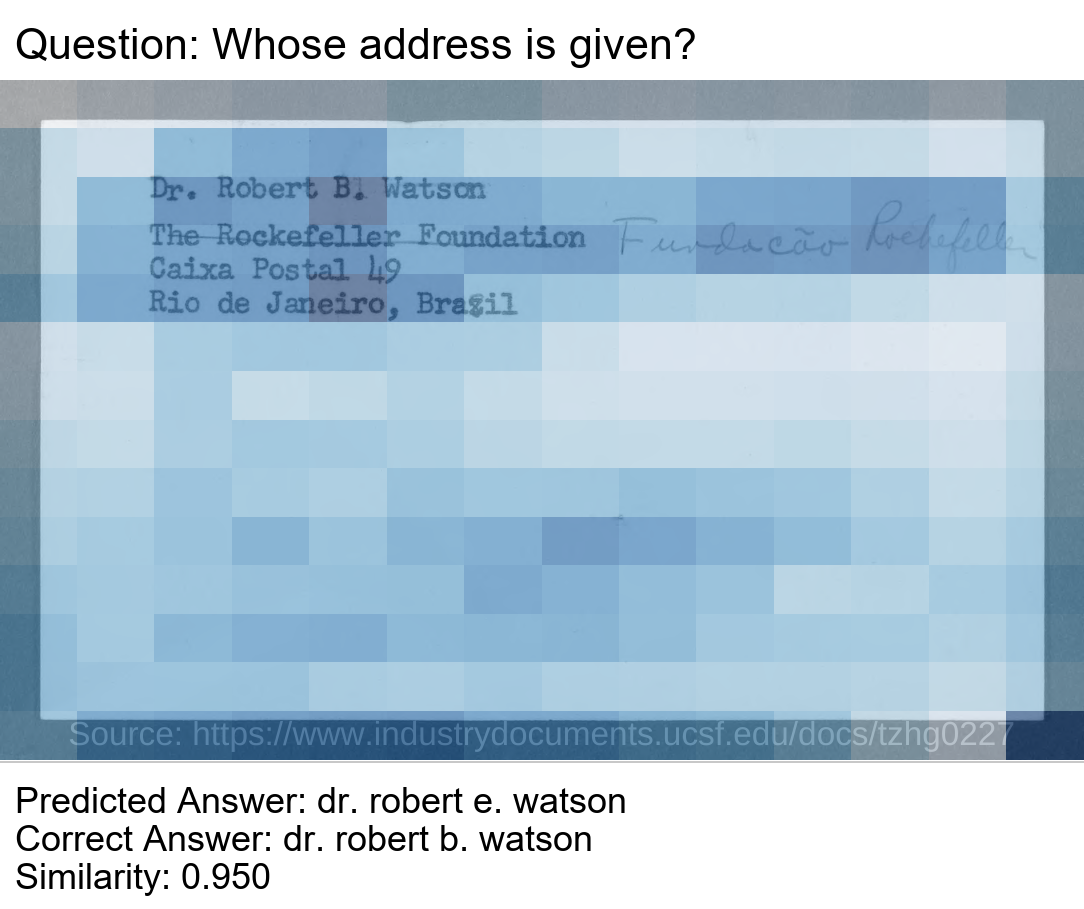 Question: Whose address is given?
Dr. Robert B. Watson
The Rockefeller Foundation Fundacão Rockefeller
Caixa Postal 49
Rio de Janeiro, Brazil
Source: https://www.industrydocuments.ucsf.edu/docs/tzhg0227
Predicted Answer: dr. robert e. watson
Correct Answer: dr. robert b. watson
Similarity: 0.950